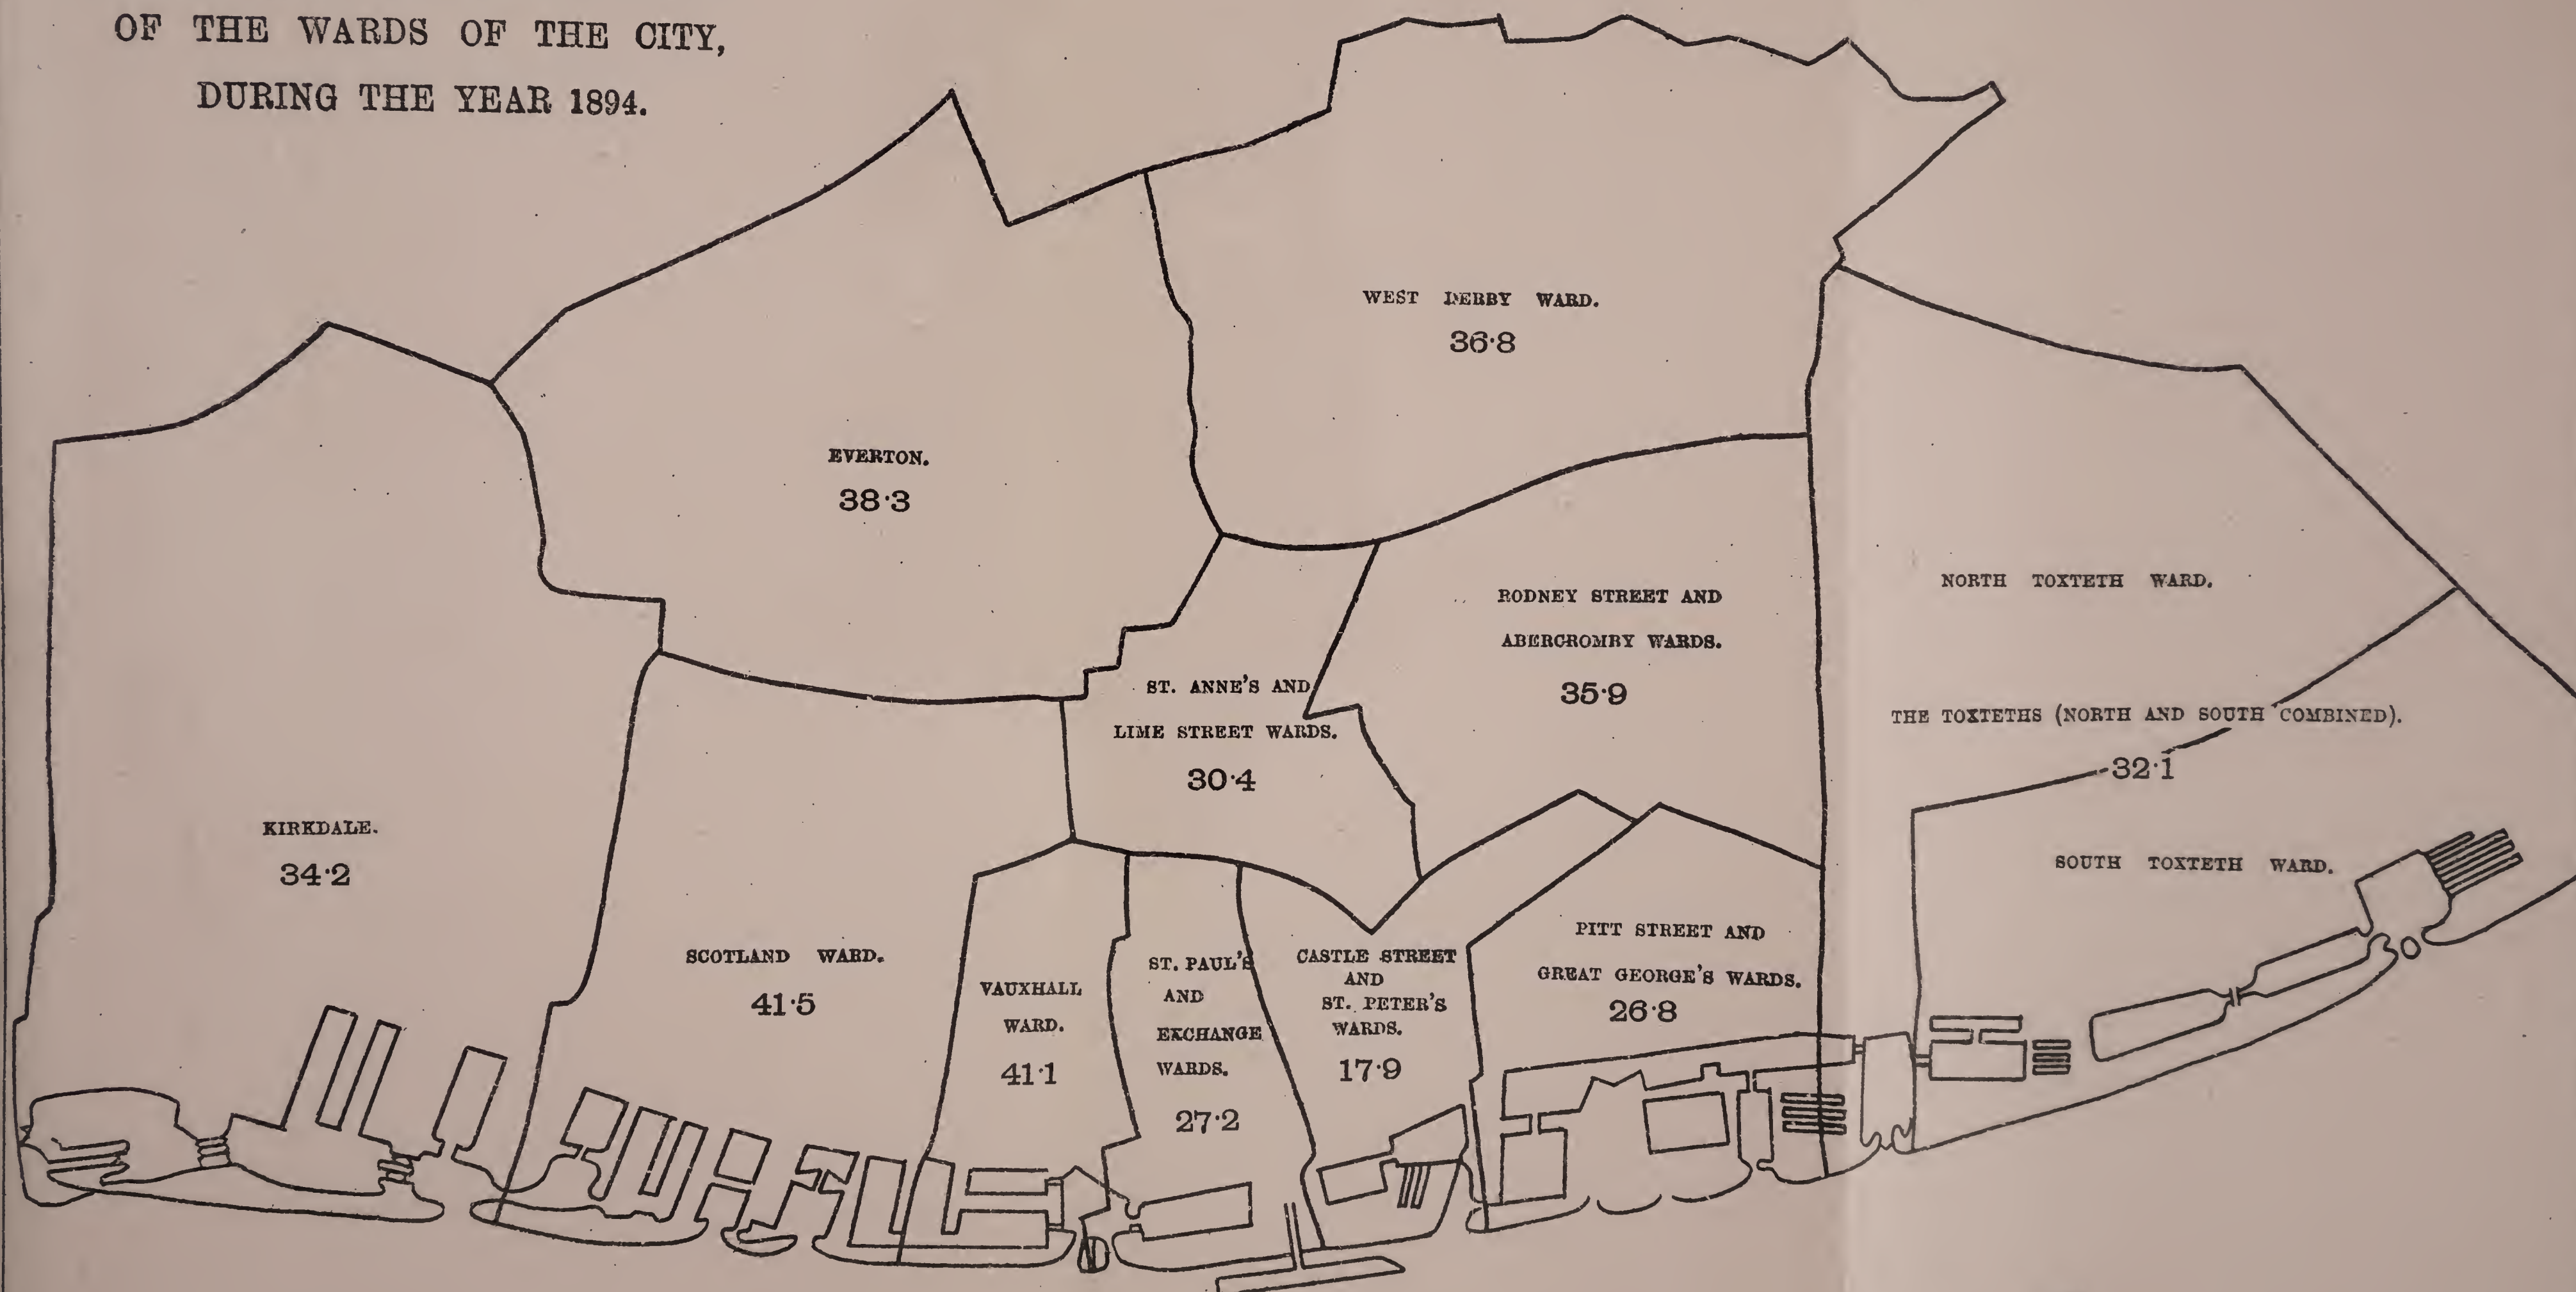 OF THE WARDS OF THE CITY,
DURING THE YEAR 1894.
WEST DERBY WARD.
36·8
EVERTON.
38·3
NORTH TOXTETH WARD.
RODNEY STREET AND
ABERCROMBY WARDS.
35·9
ST. ANNE'S AND
LIME STREET WARDS.
30·4
THE TOXTETHS (NORTH AND SOUTH COMBINED).
32·1
KIRKDALE.
34·2
SOUTH TOXTETH WARD.
SCOTLAND WARD.
41·5
VAUXHALL
WARD.
41·1
ST. PAUL'S
AND
EXCHANGE
WARDS.
27·2
CASTLE STREET
AND
ST. PETER'S
WARDS.
17·9
PITT STREET AND
GREAT GEORGE'S WARDS.
26·8